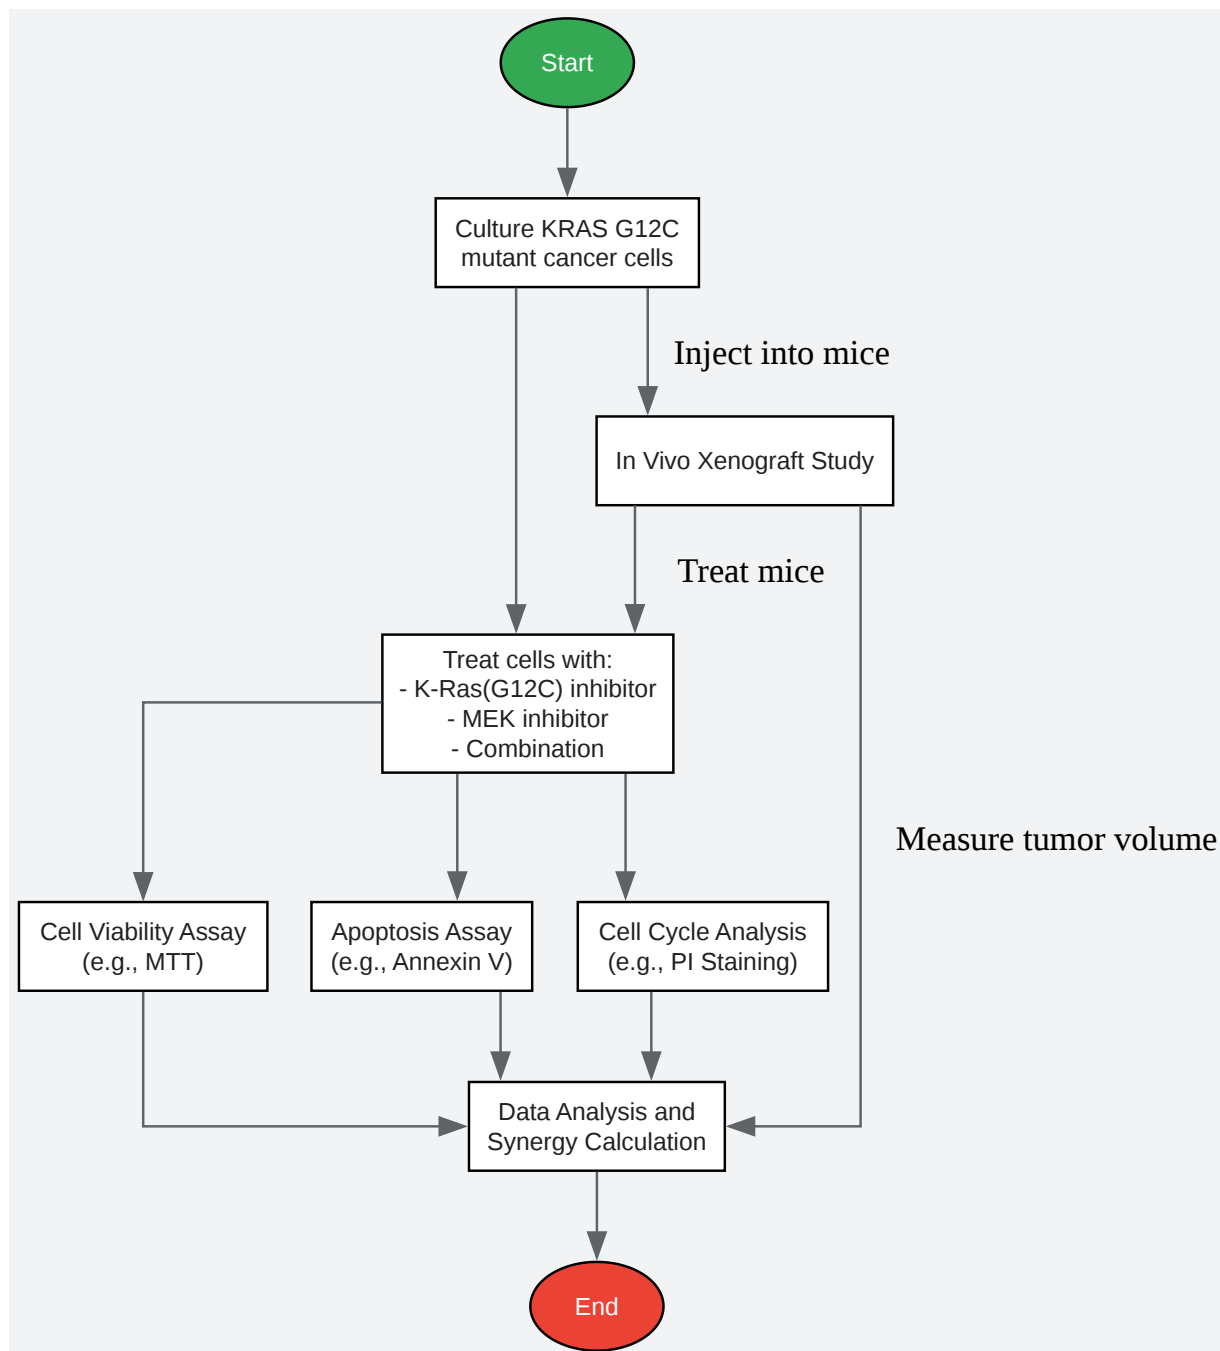 Start
Culture KRAS G12C
mutant cancer cells
Inject into mice
In Vivo Xenograft Study
Treat mice
Treat cells with:
- K-Ras(G12C) inhibitor
- MEK inhibitor
- Combination
Measure tumor volume
Cell Viability Assay
(e.g., MTT)
Apoptosis Assay
(e.g., Annexin V)
Cell Cycle Analysis
(e.g., PI Staining)
Data Analysis and
Synergy Calculation
End